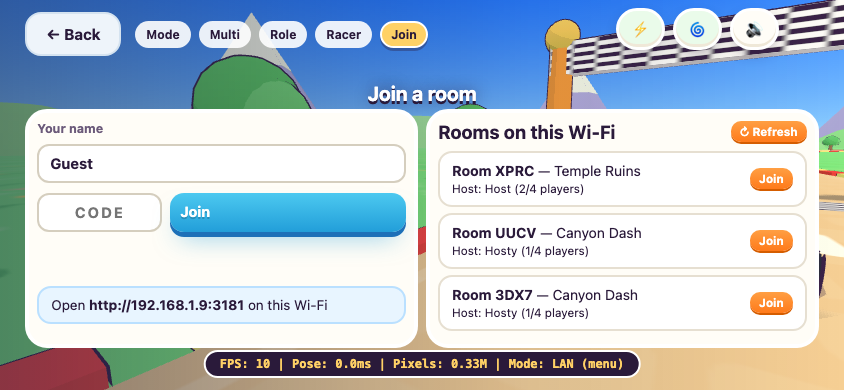 ← Back
Mode
Multi
Role
Racer
Join
Join a room
Your name
Guest
CODE
Join
Open http://192.168.1.9:3181 on this Wi-Fi
Rooms on this Wi-Fi
↻ Refresh
Room XPRC — Temple Ruins
Host: Host (2/4 players)
Join
Room UUCV — Canyon Dash
Host: Hosty (1/4 players)
Join
Room 3DX7 — Canyon Dash
Host: Hosty (1/4 players)
Join
FPS: 10 | Pose: 0.0ms | Pixels: 0.33M | Mode: LAN (menu)